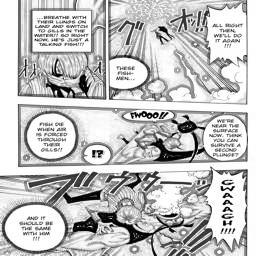 ALL RIGHT
THEN,
WE'LL DO
IT AGAIN
!!!
THESE
FISH-
MEN...
...BREATHE WITH
THEIR LUNGS ON
LAND AND SWITCH
TO GILLS IN THE
WATER!! SO RIGHT
NOW, HE'S JUST A
TALKING FISH!!!
WE'RE
NEAR THE
SURFACE
NOW. THINK
YOU CAN
SURVIVE A
SECOND
PLUNGE?
FWOOO!!
!?
FISH DIE
WHEN AIR
IS FORCED
THROUGH
THEIR
GILLS!!
AND IT
SHOULD BE
THE SAME
WITH HIM
!!!